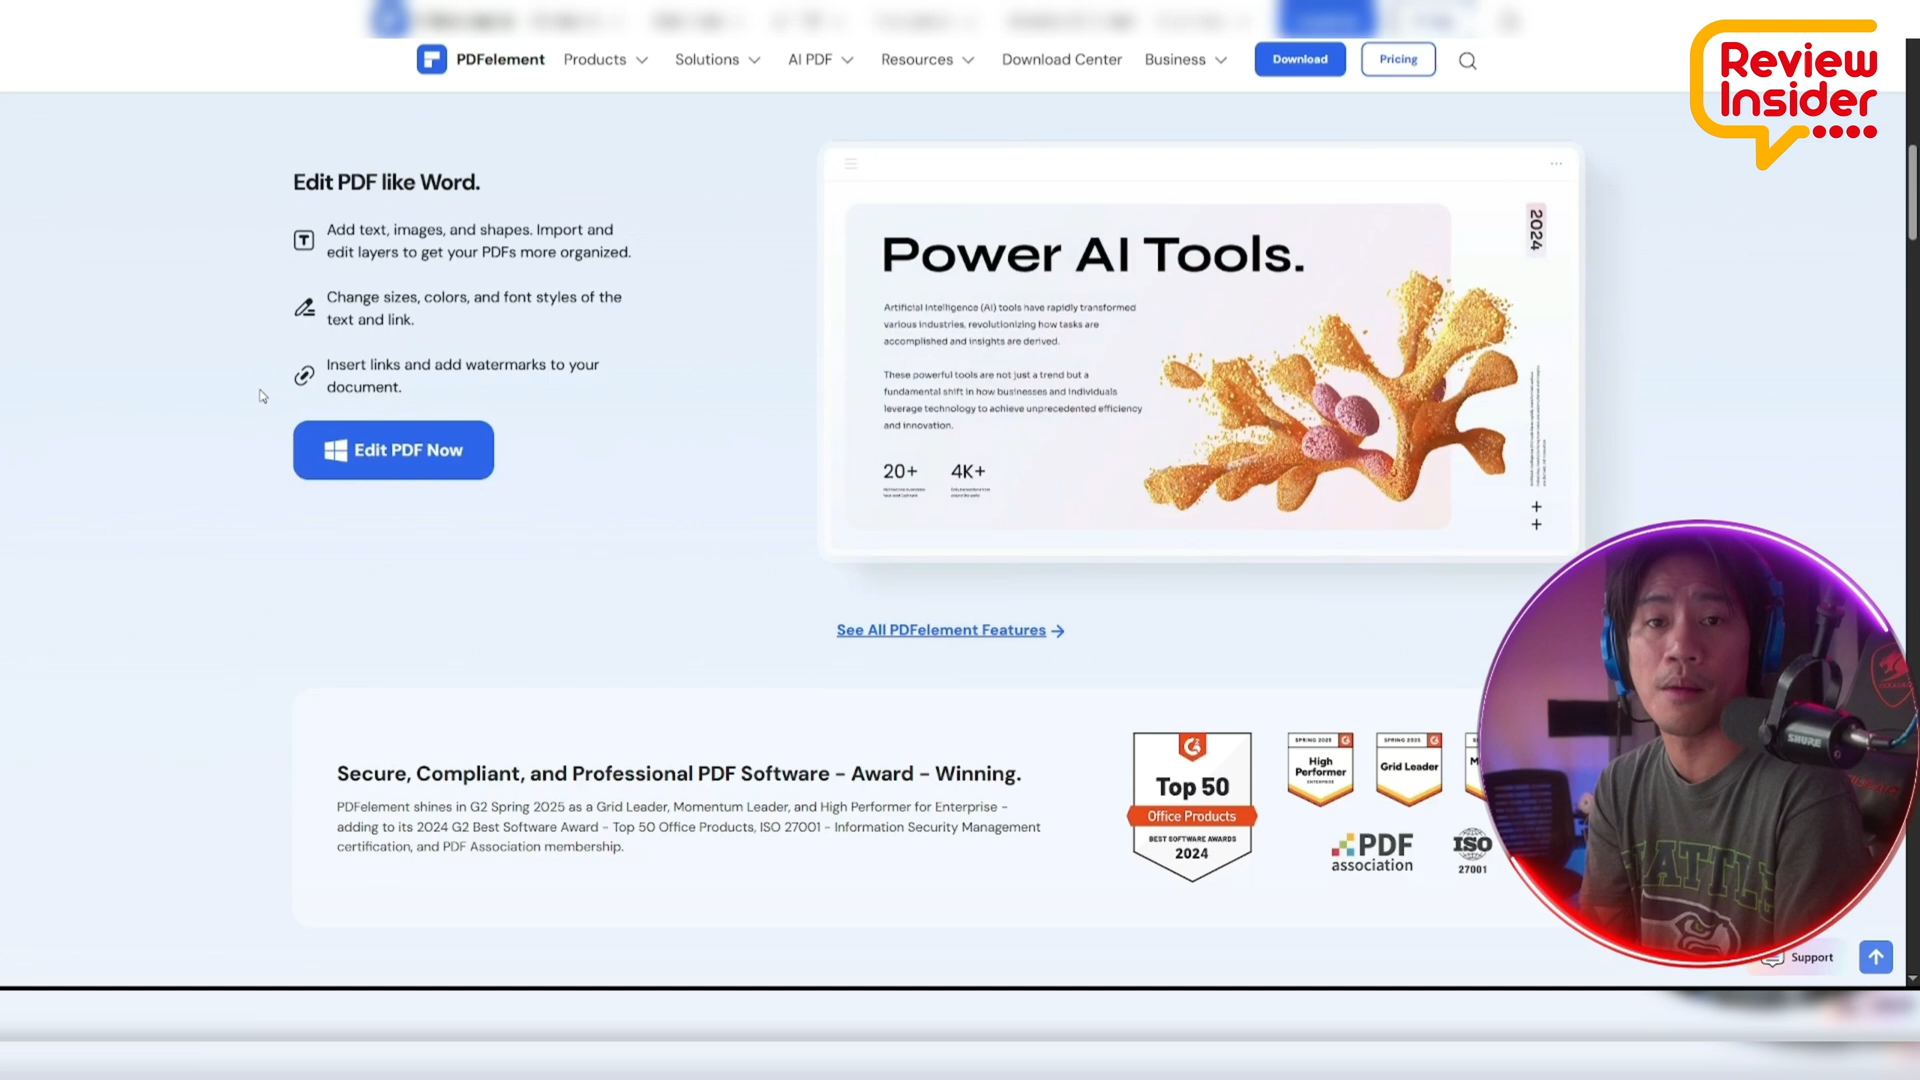 PDFelement Products Solutions AI PDF Resources Download Center Business Download Pricing
Review
Insider
Edit PDF like Word.
Add text, images, and shapes. Import and
edit layers to get your PDFs more organized.
Change sizes, colors, and font styles of the
text and link.
Insert links and add watermarks to your
document.
Edit PDF Now
Power AI Tools.
2024
Artificial Intelligence (AI) tools have rapidly transformed
various industries, revolutionizing how tasks are
accomplished and insights are derived.
These powerful tools are not just a trend but a
fundamental shift in how businesses and individuals
leverage technology to achieve unprecedented efficiency
and innovation.
20+ 4K+
See All PDFelement Features
Secure, Compliant, and Professional PDF Software – Award – Winning.
PDFelement shines in G2 Spring 2025 as a Grid Leader, Momentum Leader, and High Performer for Enterprise –
adding to its 2024 G2 Best Software Award – Top 50 Office Products, ISO 27001 – Information Security Management
certification, and PDF Association membership.
Top 50
Office Products
BEST SOFTWARE AWARDS
2024
SPRING 2025
High
Performer
ENTERPRISE
SPRING 2025
Grid Leader
PDF
association
ISO
27001
SHURE
Support